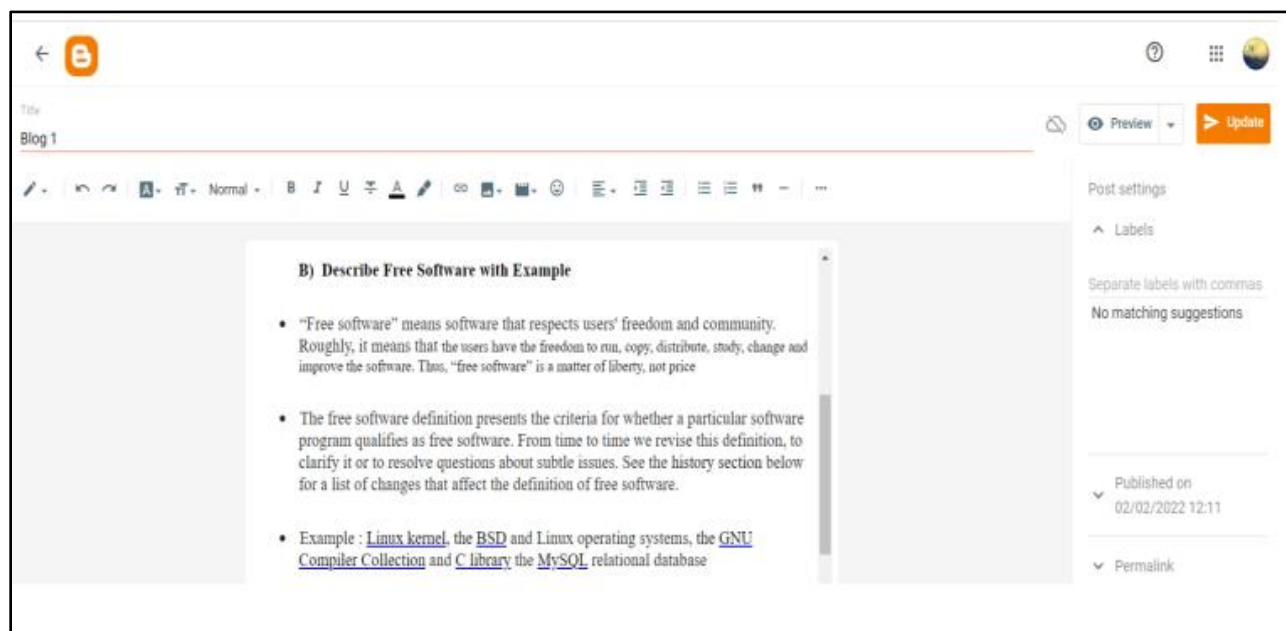 Title
Blog 1
Preview
Update
Normal
B I U A
Post settings
Labels
Separate labels with commas
No matching suggestions
Published on
02/02/2022 12:11
Permalink
B) Describe Free Software with Example
• “Free software” means software that respects users' freedom and community.
Roughly, it means that the users have the freedom to run, copy, distribute, study, change and
improve the software. Thus, “free software” is a matter of liberty, not price
• The free software definition presents the criteria for whether a particular software
program qualifies as free software. From time to time we revise this definition, to
clarify it or to resolve questions about subtle issues. See the history section below
for a list of changes that affect the definition of free software.
• Example : Linux kernel, the BSD and Linux operating systems, the GNU
Compiler Collection and C library the MySQL relational database